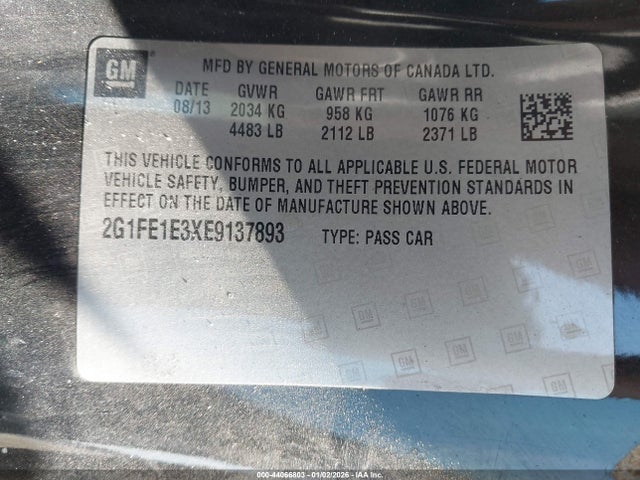 GM
MFD BY GENERAL MOTORS OF CANADA LTD.
DATE GVWR GAWR FRT GAWR RR
08/13 2034 KG 958 KG 1076 KG
4483 LB 2112 LB 2371 LB
THIS VEHICLE CONFORMS TO ALL APPLICABLE U.S. FEDERAL MOTOR
VEHICLE SAFETY, BUMPER, AND THEFT PREVENTION STANDARDS IN
EFFECT ON THE DATE OF MANUFACTURE SHOWN ABOVE.
2G1FE1E3XE9137893 TYPE: PASS CAR
000-44066803 - 01/02/2026 - IAA Inc.